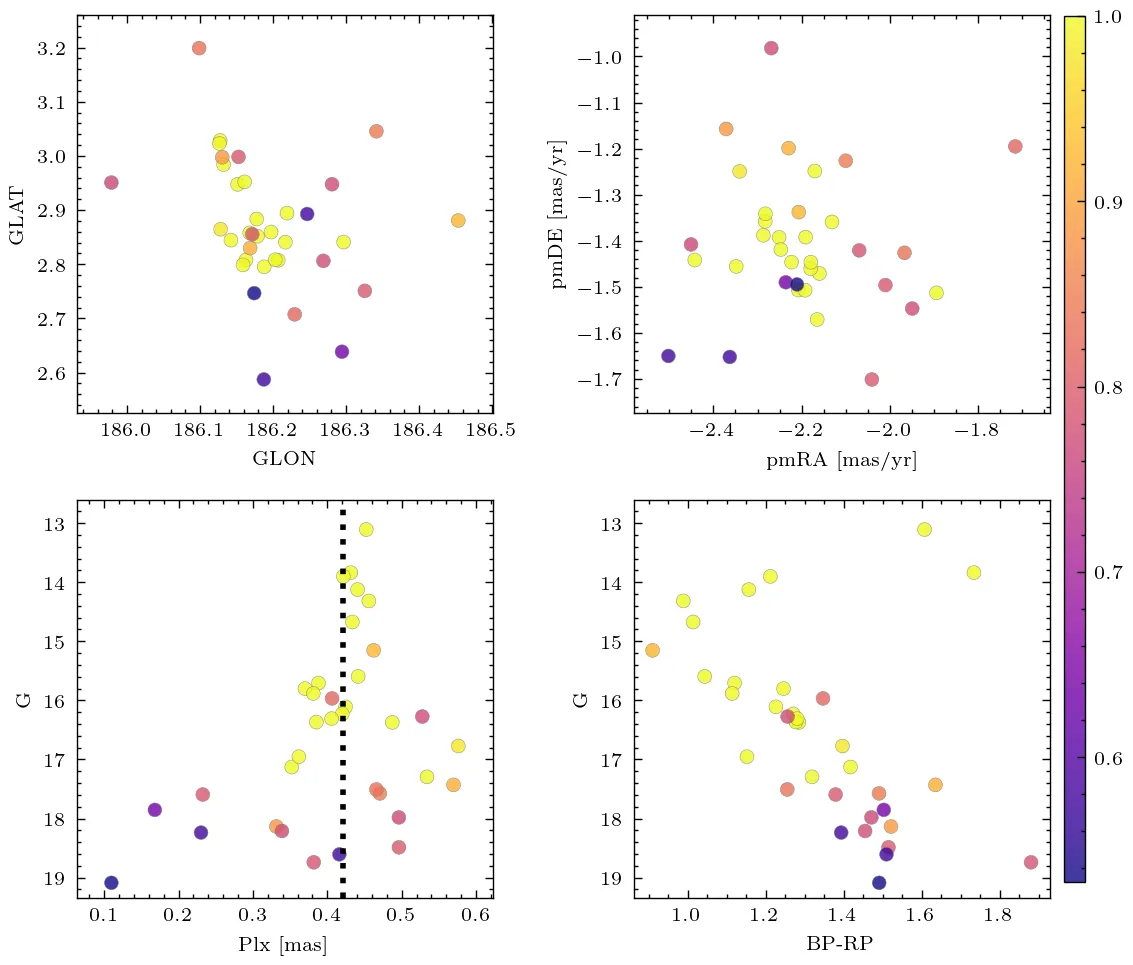 3.2
3.1
3.0
2.9
2.8
2.7
2.6
GLAT
186.0 186.1 186.2 186.3 186.4 186.5
GLON
−1.0
−1.1
−1.2
−1.3
−1.4
−1.5
−1.6
−1.7
pmDE [mas/yr]
−2.4 −2.2 −2.0 −1.8
pmRA [mas/yr]
1.0
0.9
0.8
0.7
0.6
13
14
15
16
17
18
19
G
0.1 0.2 0.3 0.4 0.5 0.6
Plx [mas]
13
14
15
16
17
18
19
G
1.0 1.2 1.4 1.6 1.8
BP-RP